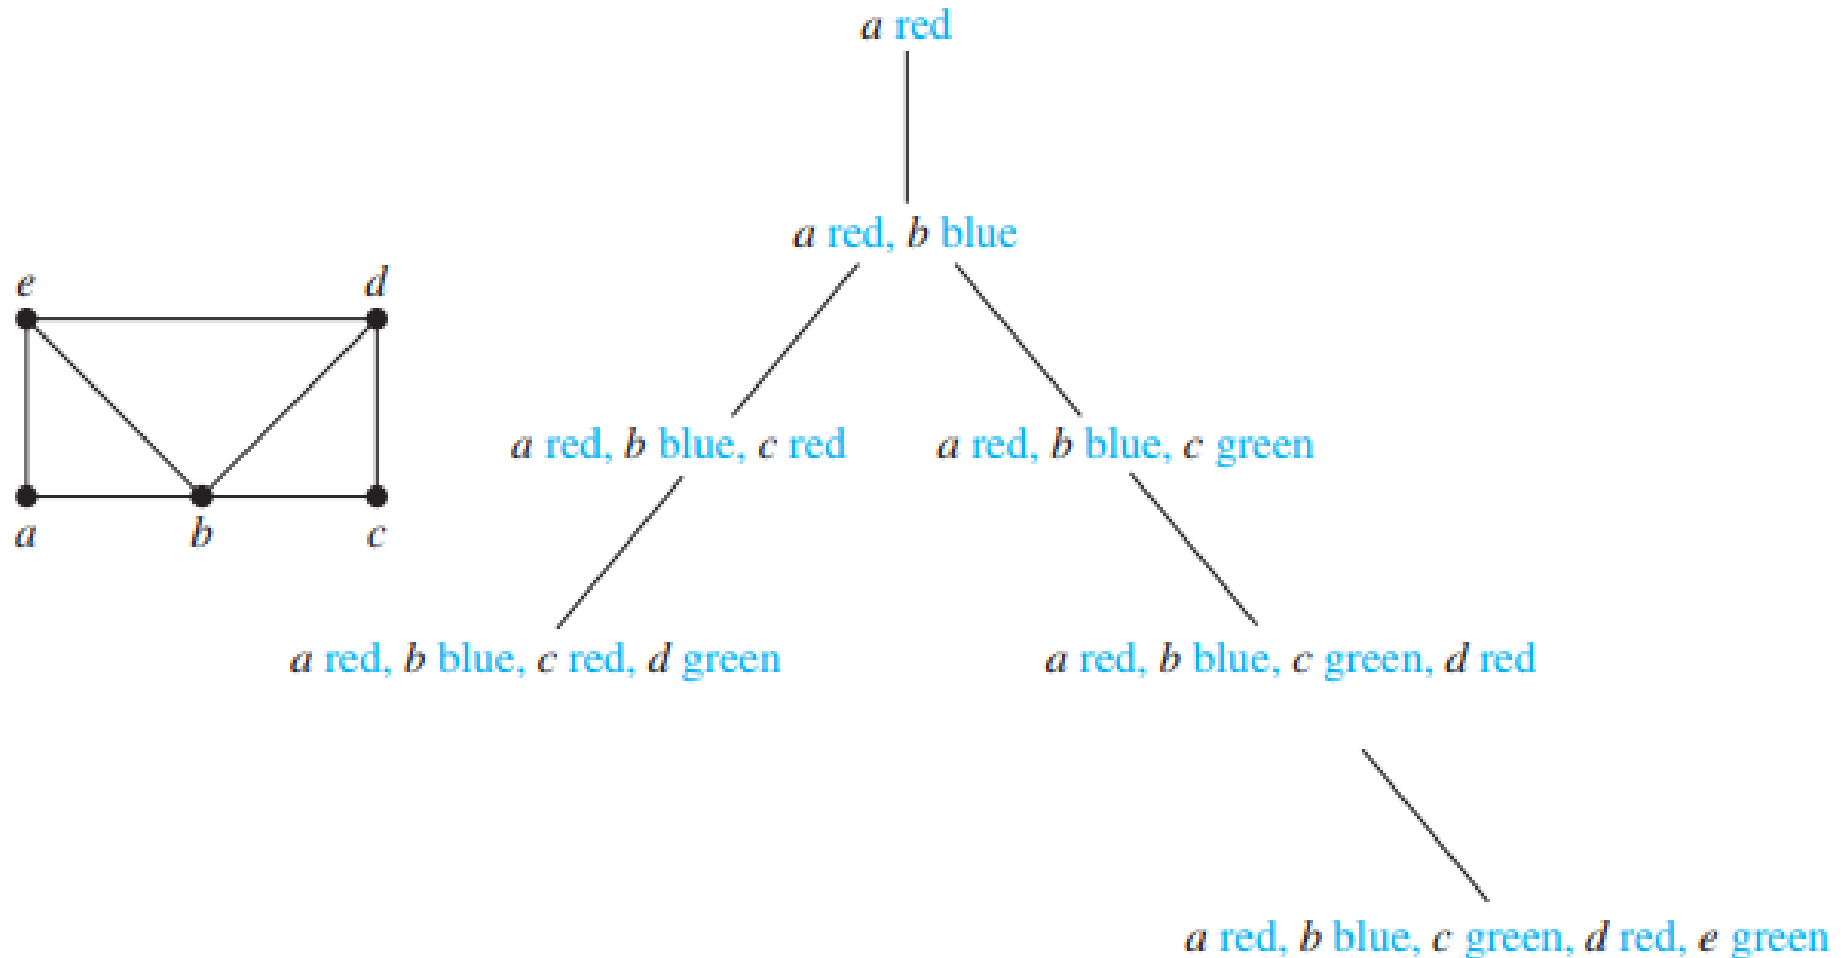 a red
a red, b blue
e d
a red, b blue, c red a red, b blue, c green
a b c
a red, b blue, c red, d green a red, b blue, c green, d red
a red, b blue, c green, d red, e green